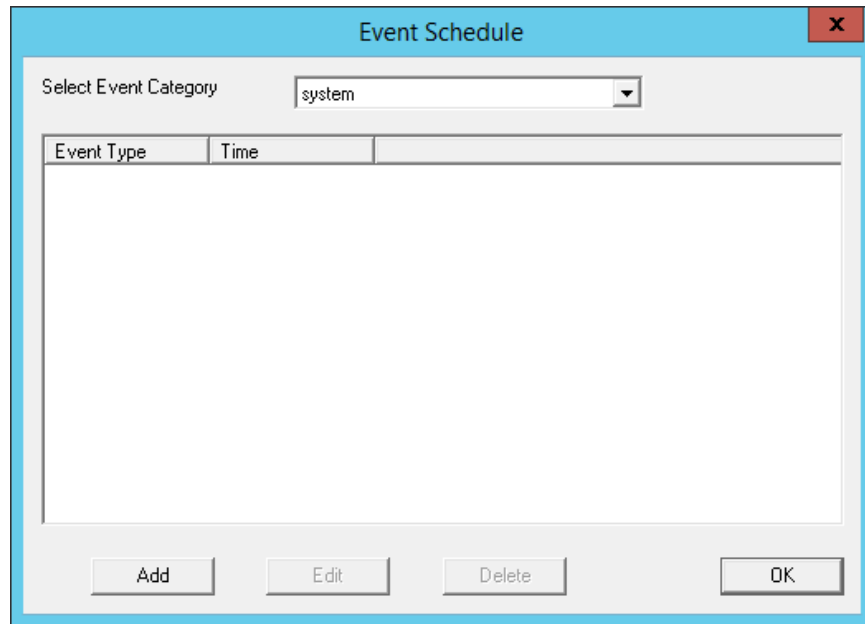 Event Schedule
x
Select Event Category
system
Event Type Time
Add Edit Delete OK